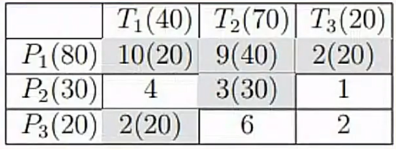 T₁(40) T₂(70) T₃(20)
P₁(80) 10(20) 9(40) 2(20)
P₂(30) 4 3(30) 1
P₃(20) 2(20) 6 2